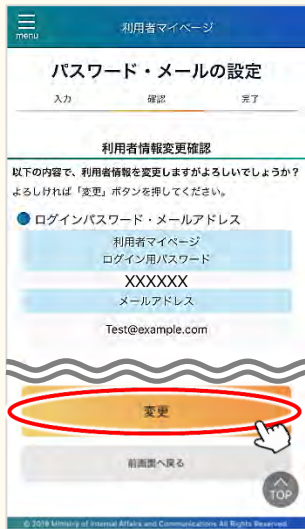 menu
利用者マイページ
パスワード・メールの設定
入力 確認 完了
利用者情報変更確認
以下の内容で、利用者情報を変更しますがよろしいでしょうか？
よろしければ「変更」ボタンを押してください。
ログインパスワード・メールアドレス
利用者マイページ
ログイン用パスワード
XXXXXX
メールアドレス
Test@example.com
変更
前画面へ戻る
TOP
© 2019 Ministry of Internal Affairs and Communications All Rights Reserved.